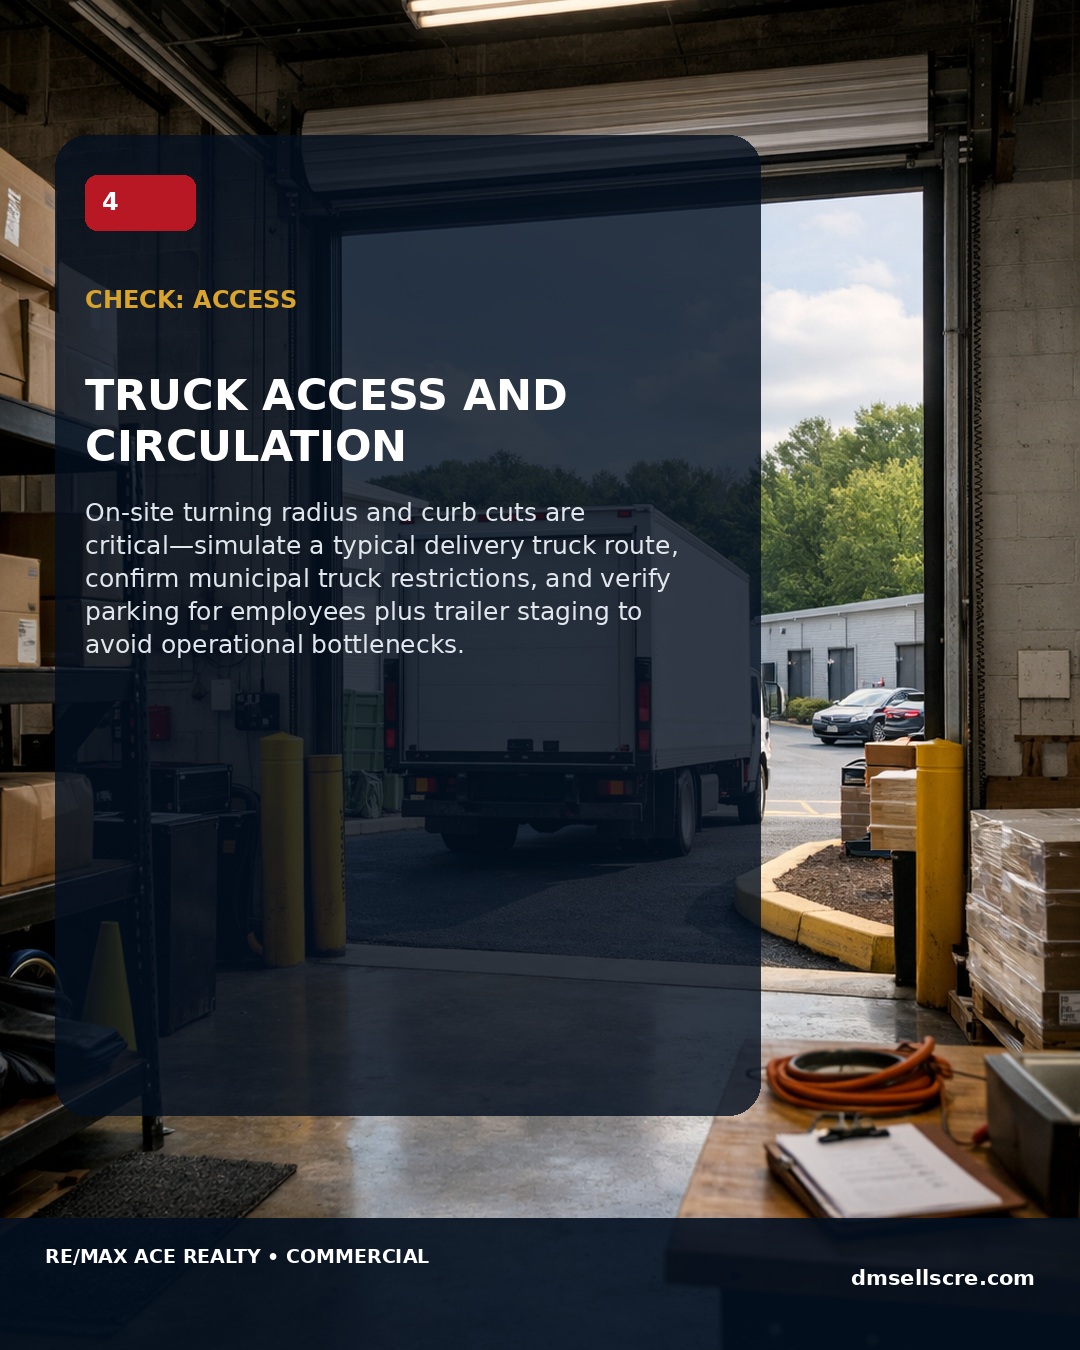 4
CHECK: ACCESS
TRUCK ACCESS AND
CIRCULATION
On-site turning radius and curb cuts are
critical—simulate a typical delivery truck route,
confirm municipal truck restrictions, and verify
parking for employees plus trailer staging to
avoid operational bottlenecks.
RE/MAX ACE REALTY • COMMERCIAL
dmsellscre.com